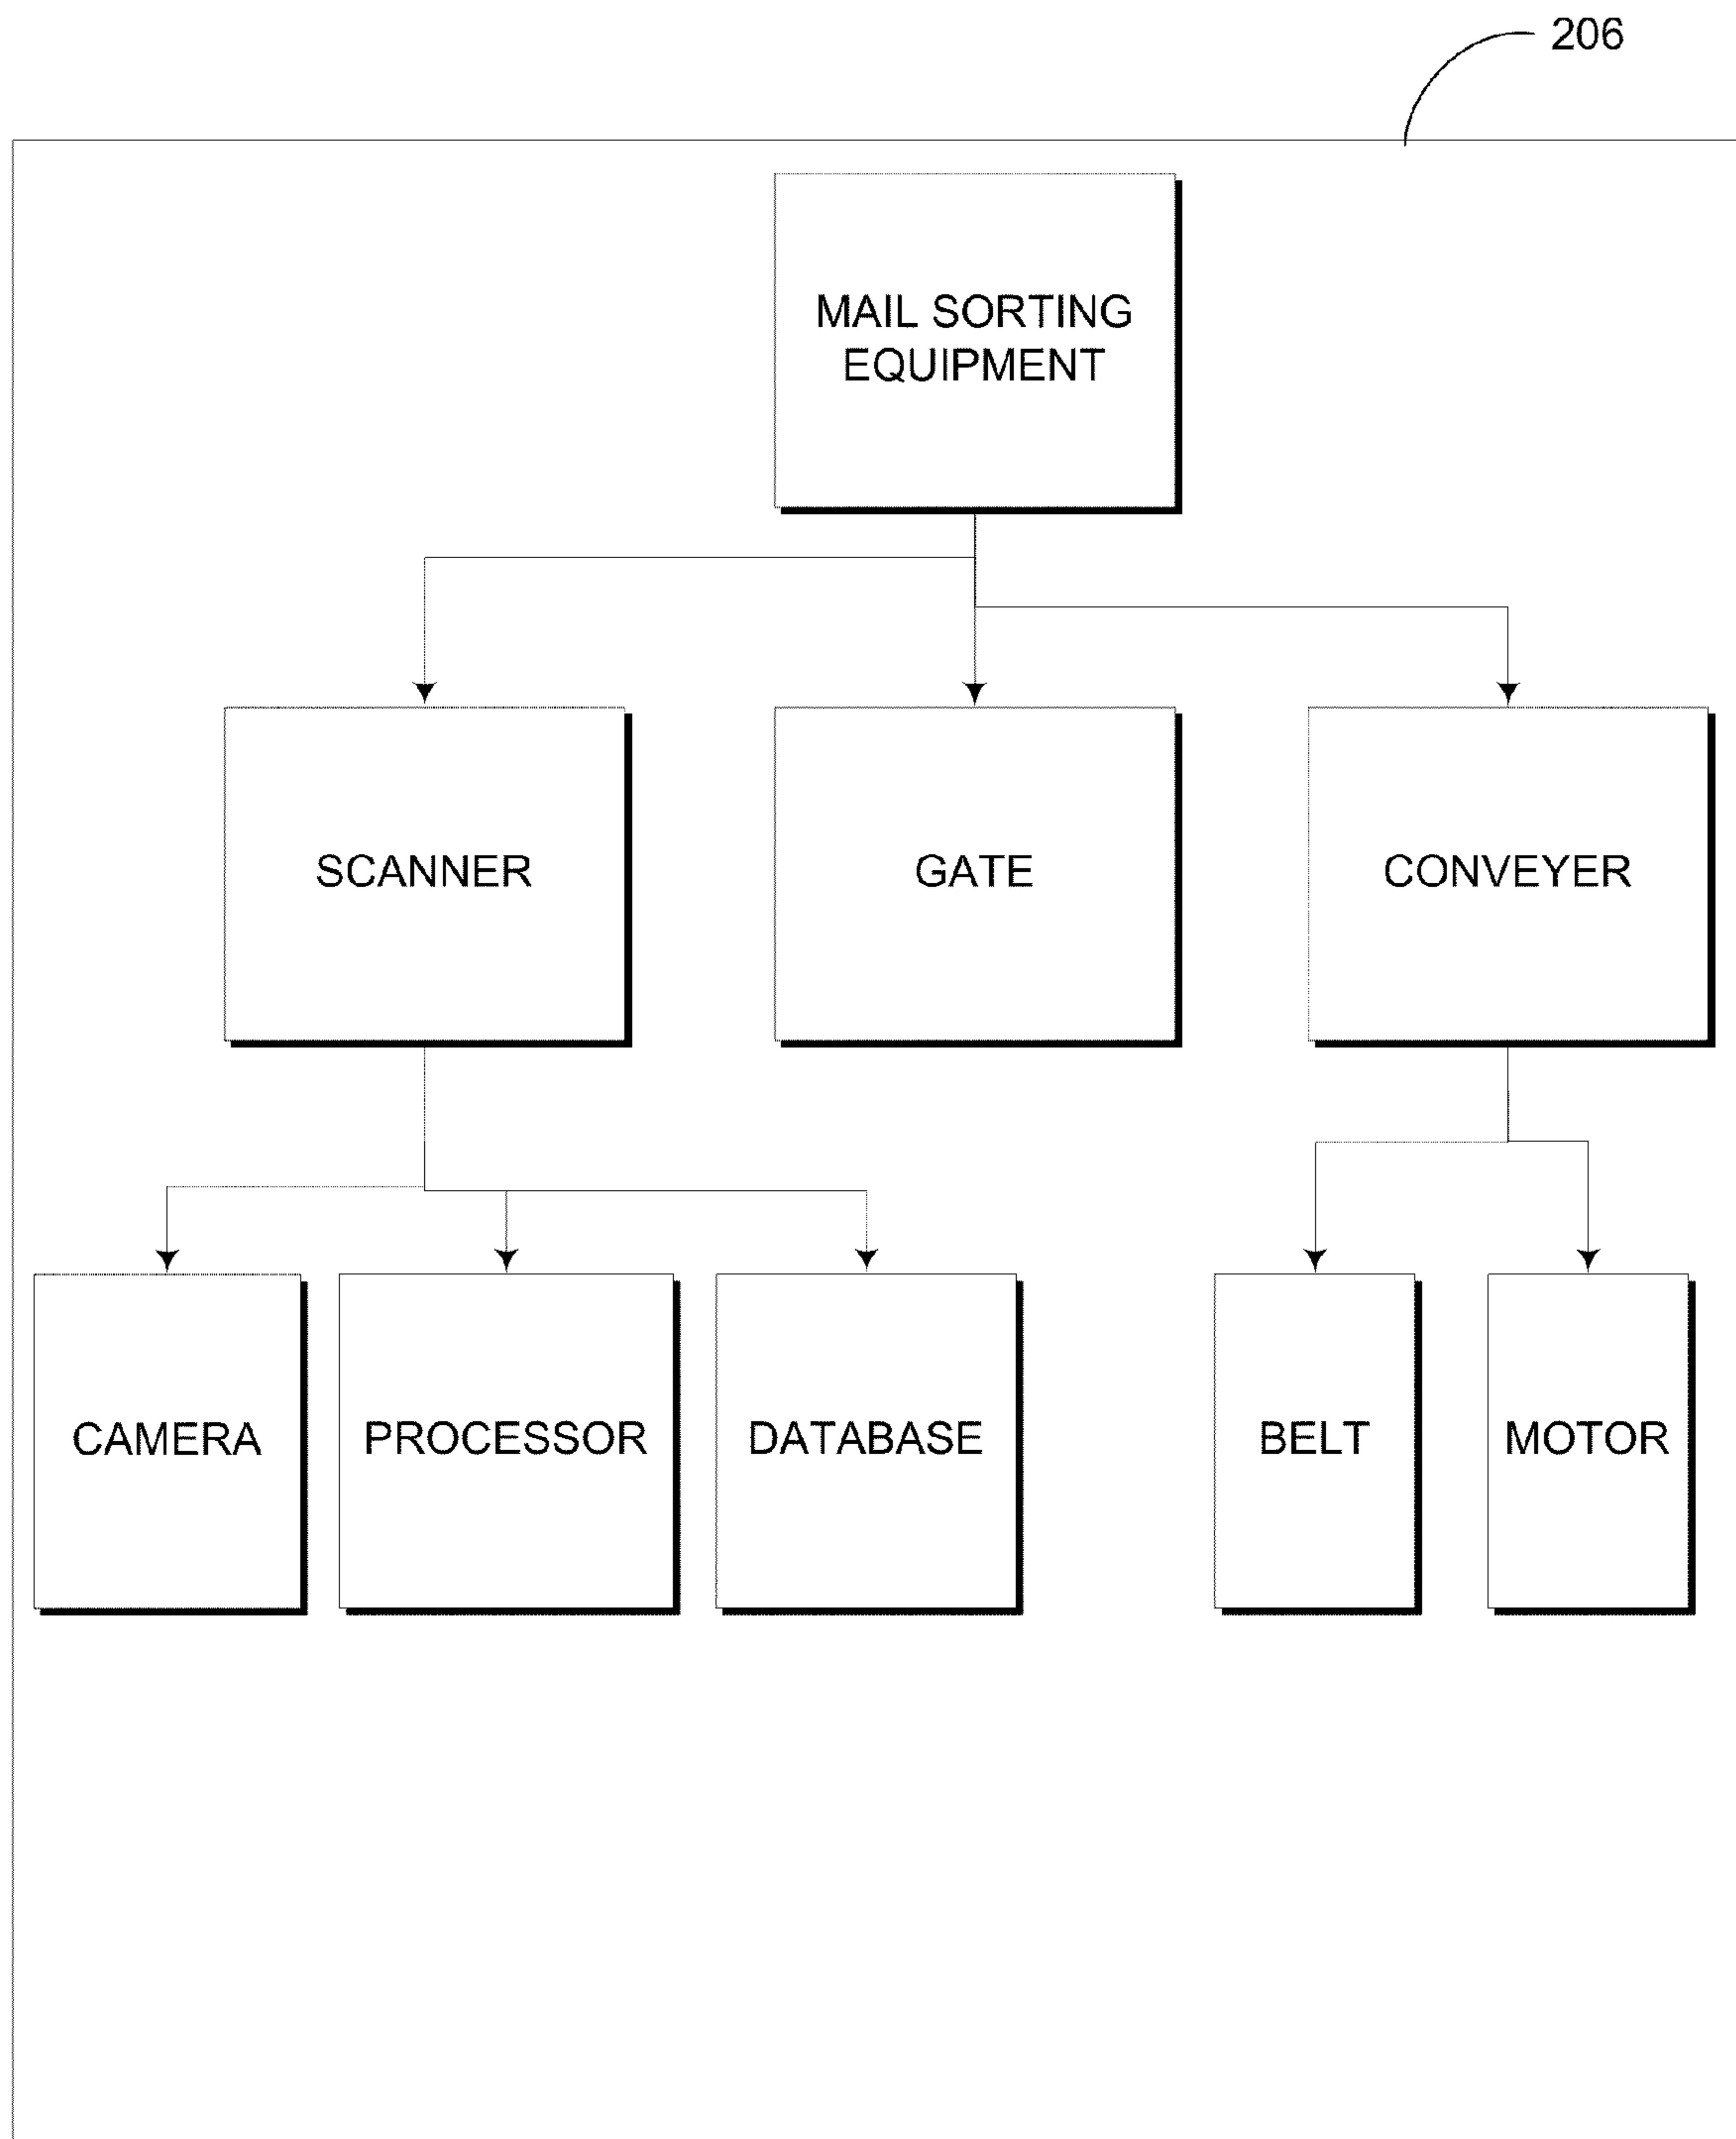 206
MAIL SORTING
EQUIPMENT
SCANNER
GATE
CONVEYER
CAMERA
PROCESSOR
DATABASE
BELT
MOTOR